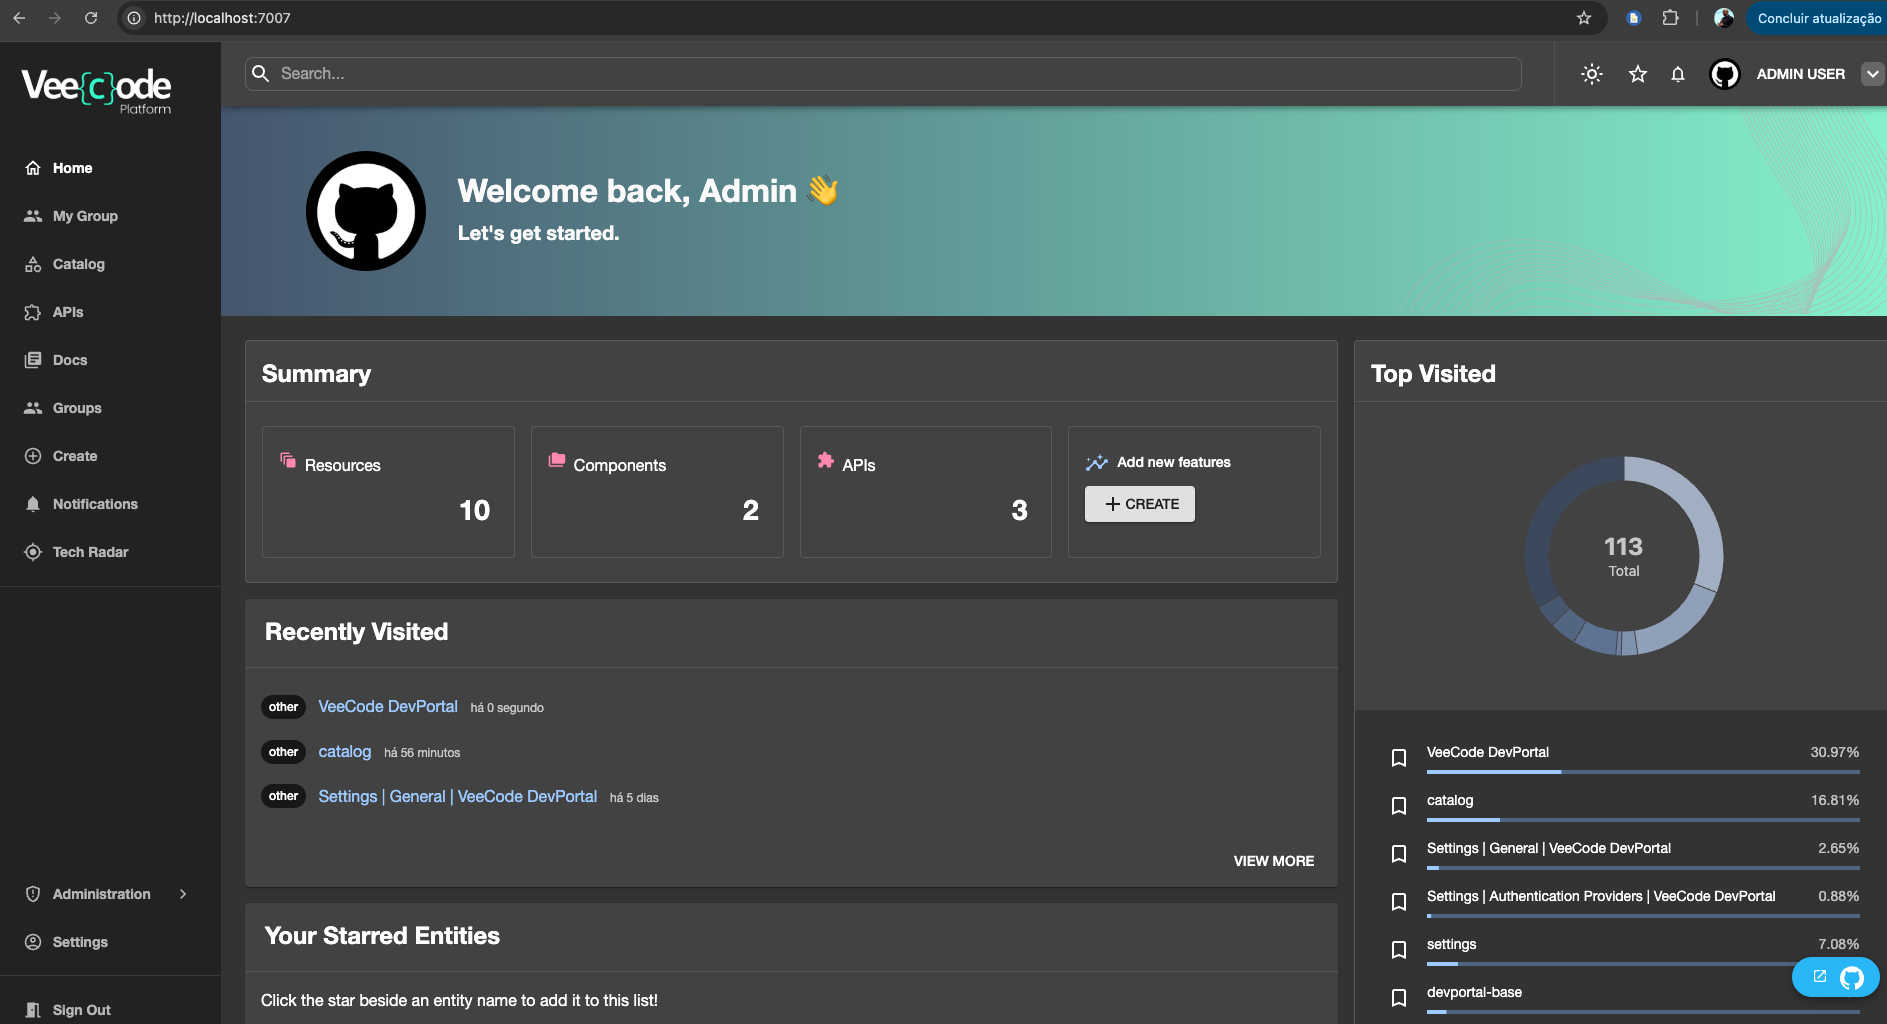 http://localhost:7007
Concluir atualização
Vee{c}ode
Platform
Search...
ADMIN USER
Home
My Group
Catalog
APIs
Docs
Groups
Create
Notifications
Tech Radar
Administration
Settings
Sign Out
Welcome back, Admin 👋
Let's get started.
Summary
Resources
10
Components
2
APIs
3
Add new features
CREATE
Recently Visited
other VeeCode DevPortal há 0 segundo
other catalog há 56 minutos
other Settings | General | VeeCode DevPortal há 5 dias
VIEW MORE
Your Starred Entities
Click the star beside an entity name to add it to this list!
Top Visited
113
Total
VeeCode DevPortal 30.97%
catalog 16.81%
Settings | General | VeeCode DevPortal 2.65%
Settings | Authentication Providers | VeeCode DevPortal 0.88%
settings 7.08%
devportal-base